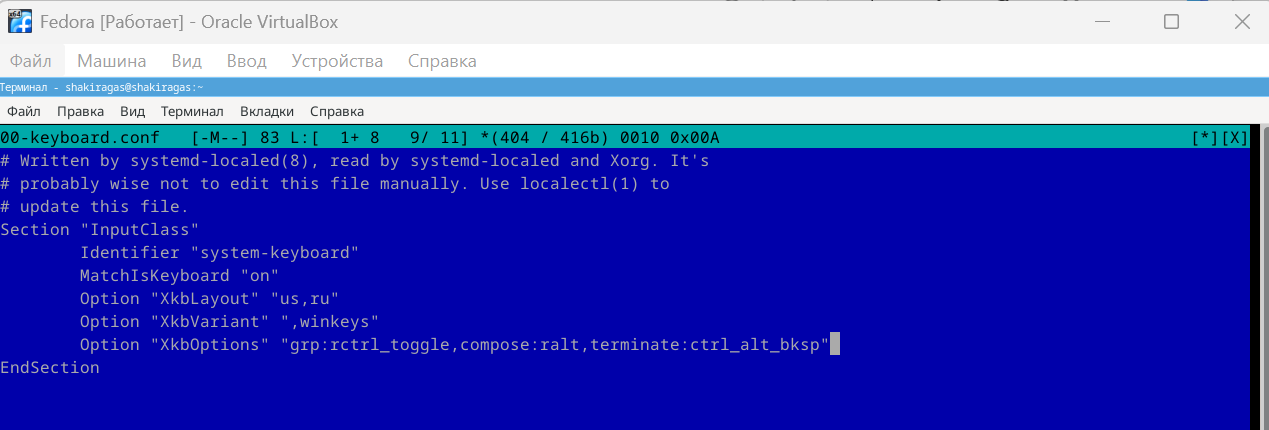 Fedora [Работает] - Oracle VirtualBox
Файл Машина Вид Ввод Устройства Справка
Терминал - shakiragas@shakiragas:~
Файл Правка Вид Терминал Вкладки Справка
00-keyboard.conf   [-M--] 83 L:[  1+ 8   9/ 11] *(404 / 416b) 0010 0x00A [*][X]
# Written by systemd-localed(8), read by systemd-localed and Xorg. It's
# probably wise not to edit this file manually. Use localectl(1) to
# update this file.
Section "InputClass"
        Identifier "system-keyboard"
        MatchIsKeyboard "on"
        Option "XkbLayout" "us,ru"
        Option "XkbVariant" ",winkeys"
        Option "XkbOptions" "grp:rctrl_toggle,compose:ralt,terminate:ctrl_alt_bksp"
EndSection